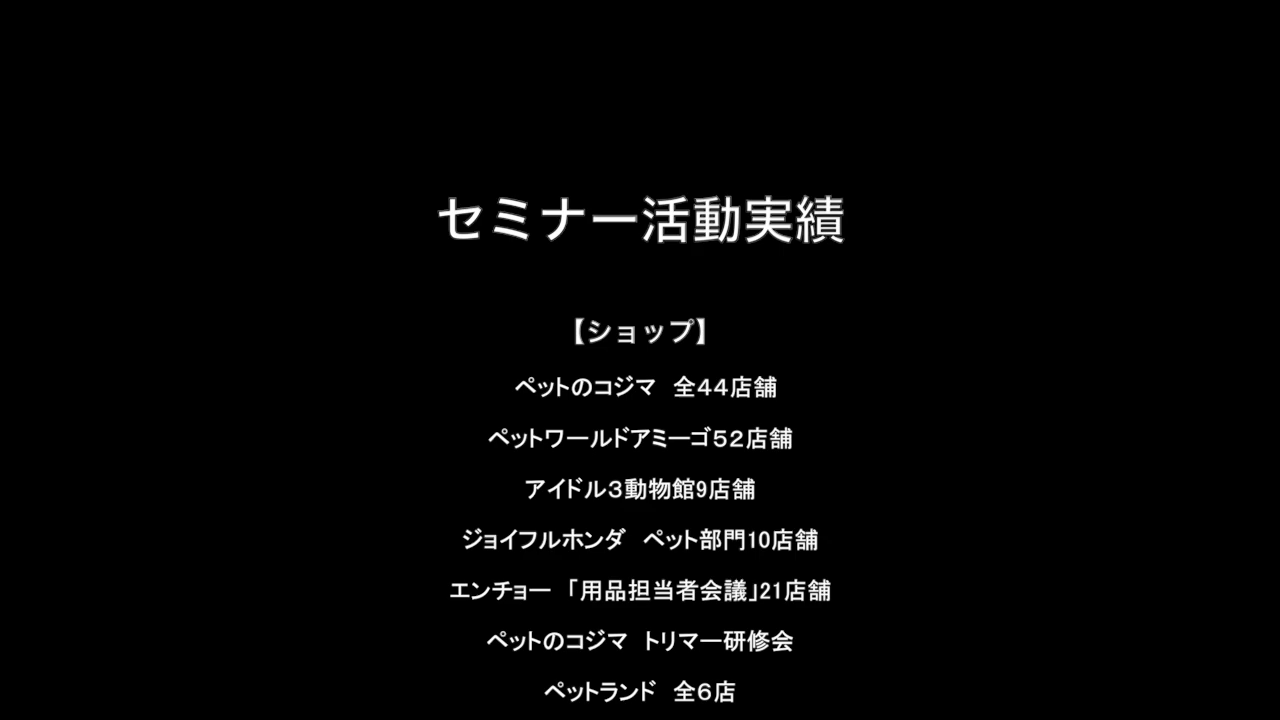 セミナー活動実績
【ショップ】
ペットのコジマ　全４４店舗
ペットワールドアミーゴ５２店舗
アイドル３動物館9店舗
ジョイフルホンダ　ペット部門10店舗
エンチョー　「用品担当者会議」21店舗
ペットのコジマ　トリマー研修会
ペットランド　全６店